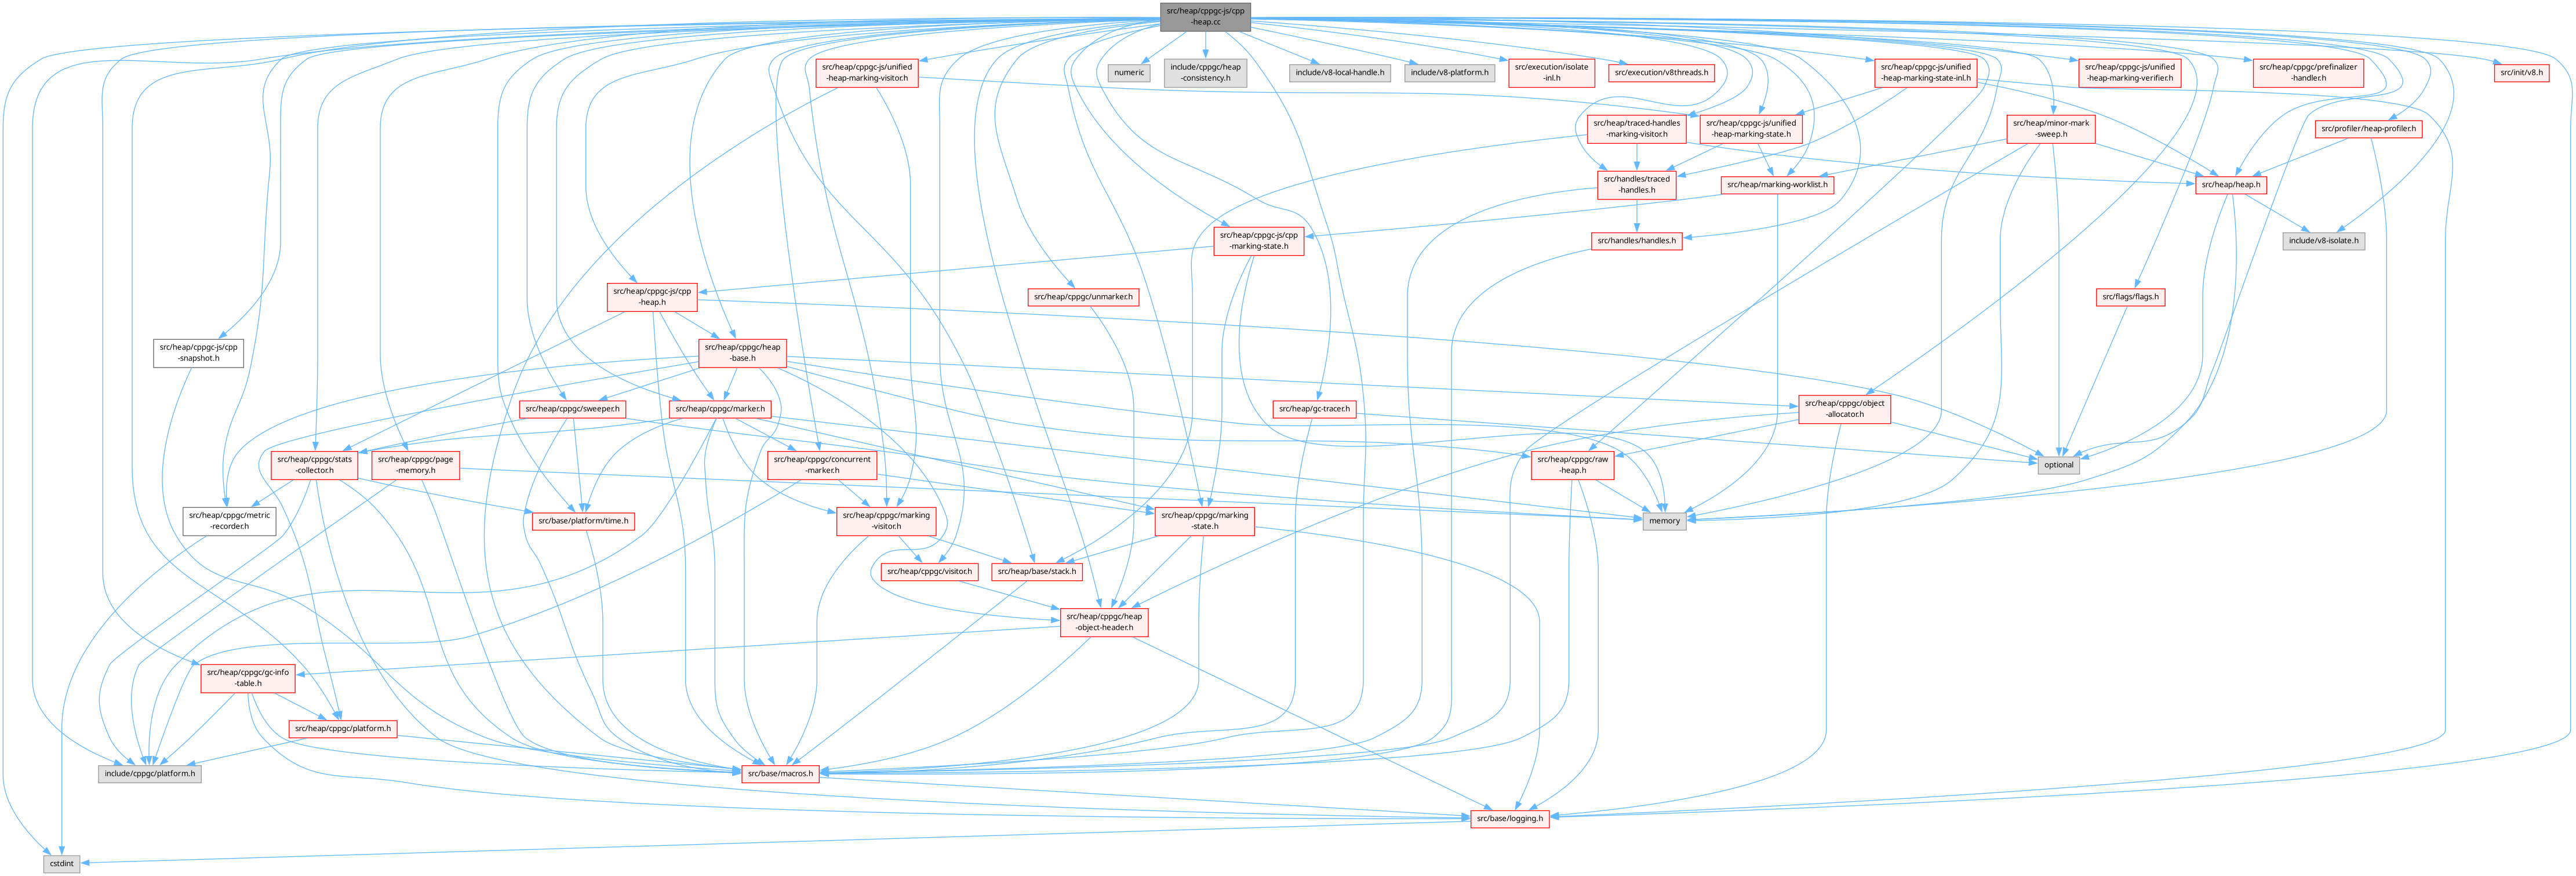 src/heap/cppgc-js/cpp
-heap.cc
src/heap/cppgc-js/unified
-heap-marking-visitor.h
numeric
include/cppgc/heap
-consistency.h
include/v8-local-handle.h
include/v8-platform.h
src/execution/isolate
-inl.h
src/execution/v8threads.h
src/heap/cppgc-js/unified
-heap-marking-state-inl.h
src/heap/cppgc-js/unified
-heap-marking-verifier.h
src/heap/cppgc/prefinalizer
-handler.h
src/init/v8.h
src/heap/traced-handles
-marking-visitor.h
src/heap/cppgc-js/unified
-heap-marking-state.h
src/heap/minor-mark
-sweep.h
src/profiler/heap-profiler.h
src/handles/traced
-handles.h
src/heap/marking-worklist.h
src/heap/heap.h
src/heap/cppgc-js/cpp
-marking-state.h
src/handles/handles.h
include/v8-isolate.h
src/heap/cppgc-js/cpp
-heap.h
src/heap/cppgc/unmarker.h
src/flags/flags.h
src/heap/cppgc-js/cpp
-snapshot.h
src/heap/cppgc/heap
-base.h
src/heap/cppgc/sweeper.h
src/heap/cppgc/marker.h
src/heap/gc-tracer.h
src/heap/cppgc/object
-allocator.h
src/heap/cppgc/stats
-collector.h
src/heap/cppgc/page
-memory.h
src/heap/cppgc/concurrent
-marker.h
src/heap/cppgc/raw
-heap.h
optional
src/heap/cppgc/metric
-recorder.h
src/base/platform/time.h
src/heap/cppgc/marking
-visitor.h
src/heap/cppgc/marking
-state.h
memory
src/heap/cppgc/visitor.h
src/heap/base/stack.h
src/heap/cppgc/heap
-object-header.h
src/heap/cppgc/gc-info
-table.h
src/heap/cppgc/platform.h
include/cppgc/platform.h
src/base/macros.h
src/base/logging.h
cstdint